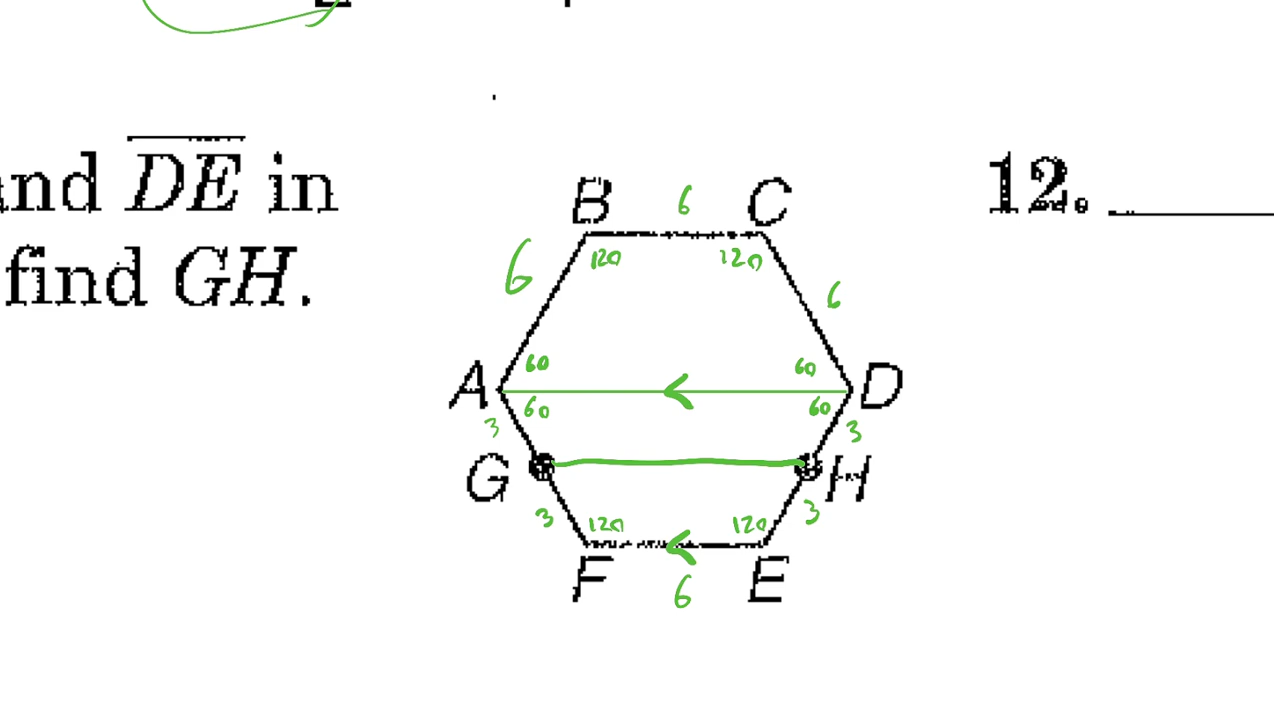 and DE in
find GH.
12.
B 6 C
6 120 120 6
A 60 60 D
3 60 60 3
G H
3 120 120 3
F E
6